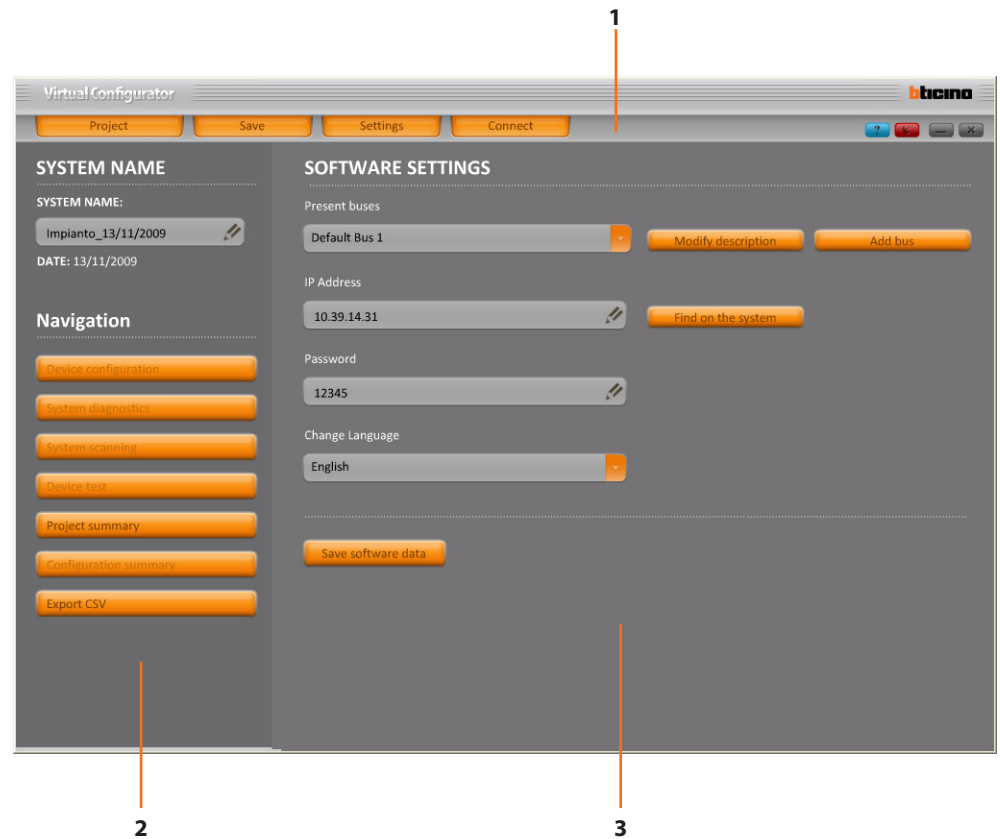 1
Virtual Configurator
bticino
Project Save Settings Connect
?
SYSTEM NAME
SYSTEM NAME:
Impianto_13/11/2009
DATE: 13/11/2009
Navigation
Device configuration
System diagnostics
System scanning
Device test
Project summary
Configuration summary
Export CSV
SOFTWARE SETTINGS
Present buses
Default Bus 1
Modify description
Add bus
IP Address
10.39.14.31
Find on the system
Password
12345
Change Language
English
Save software data
2
3